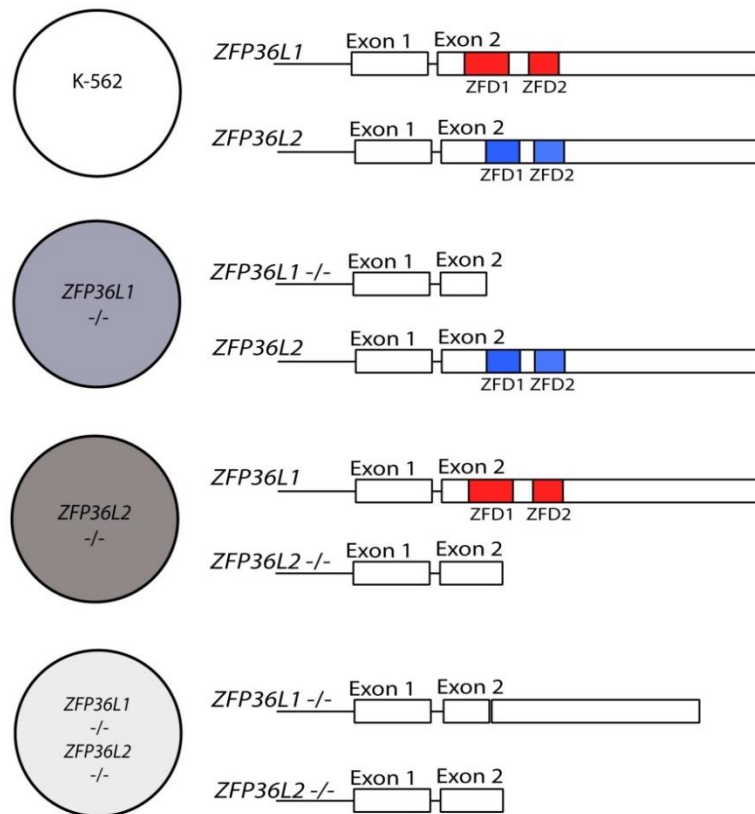 K-562
ZFP36L1
Exon 1
Exon 2
ZFD1
ZFD2
ZFP36L2
Exon 1
Exon 2
ZFD1
ZFD2
ZFP36L1
-/-
ZFP36L1 -/-
Exon 1
Exon 2
ZFP36L2
Exon 1
Exon 2
ZFD1
ZFD2
ZFP36L2
-/-
ZFP36L1
Exon 1
Exon 2
ZFD1
ZFD2
ZFP36L2 -/-
Exon 1
Exon 2
ZFP36L1
-/-
ZFP36L2
-/-
ZFP36L1 -/-
Exon 1
Exon 2
ZFP36L2 -/-
Exon 1
Exon 2